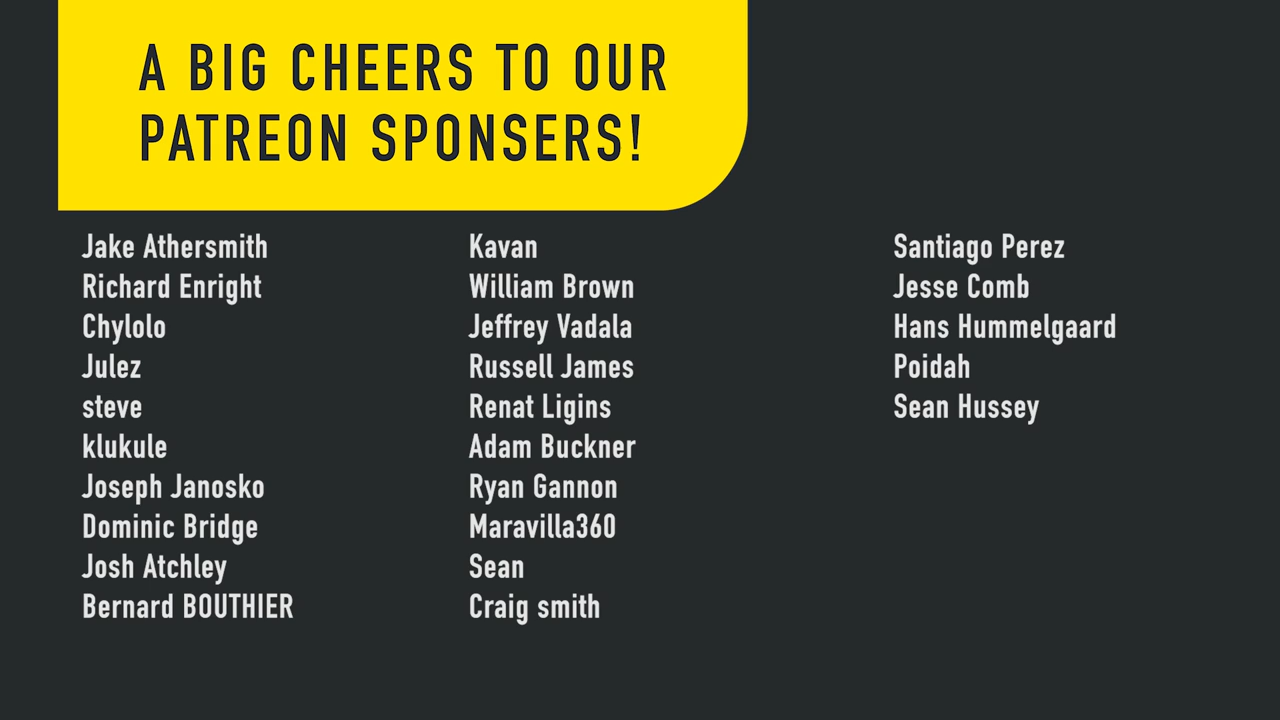 A BIG CHEERS TO OUR
PATREON SPONSERS!
Jake Athersmith
Richard Enright
Chylolo
Julez
steve
klukule
Joseph Janosko
Dominic Bridge
Josh Atchley
Bernard BOUTHIER
Kavan
William Brown
Jeffrey Vadala
Russell James
Renat Ligins
Adam Buckner
Ryan Gannon
Maravilla360
Sean
Craig smith
Santiago Perez
Jesse Comb
Hans Hummelgaard
Poidah
Sean Hussey